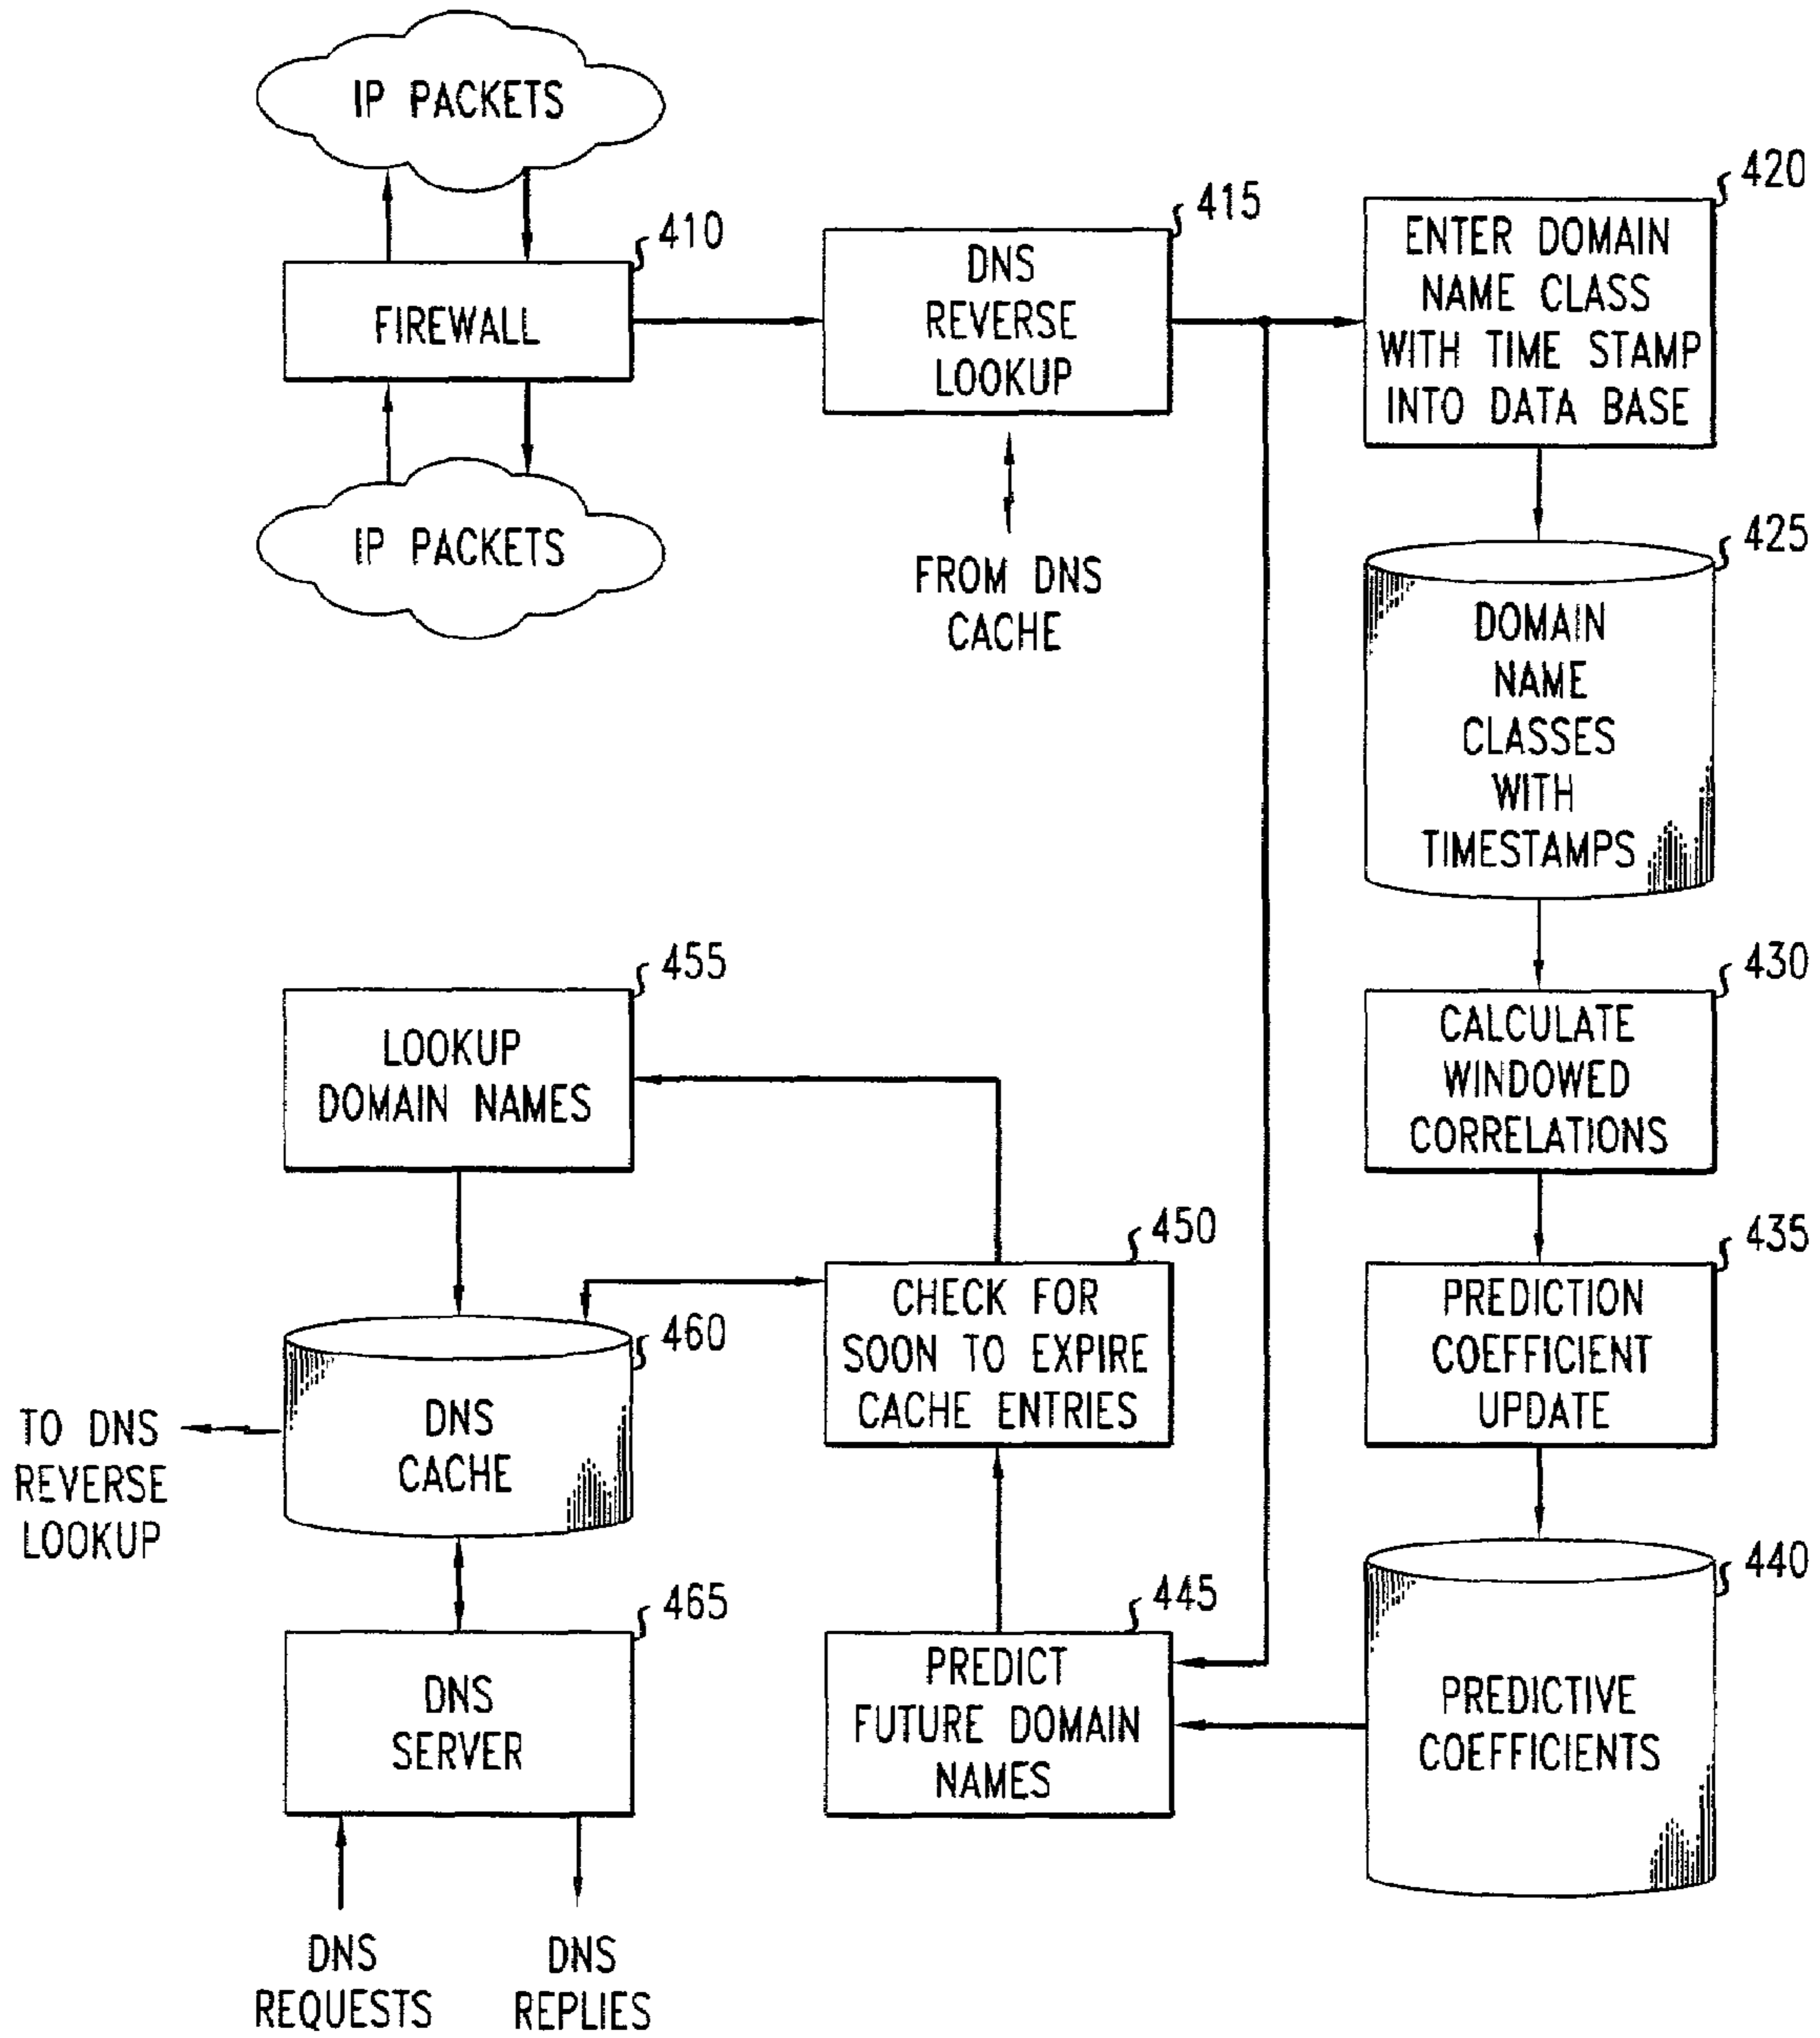 IP PACKETS
410
FIREWALL
IP PACKETS
415
DNS
REVERSE
LOOKUP
FROM DNS
CACHE
420
ENTER DOMAIN
NAME CLASS
WITH TIME STAMP
INTO DATA BASE
425
DOMAIN
NAME
CLASSES
WITH
TIMESTAMPS
430
CALCULATE
WINDOWED
CORRELATIONS
435
PREDICTION
COEFFICIENT
UPDATE
440
PREDICTIVE
COEFFICIENTS
445
PREDICT
FUTURE DOMAIN
NAMES
450
CHECK FOR
SOON TO EXPIRE
CACHE ENTRIES
455
LOOKUP
DOMAIN NAMES
460
DNS
CACHE
TO DNS
REVERSE
LOOKUP
465
DNS
SERVER
DNS
REQUESTS
DNS
REPLIES